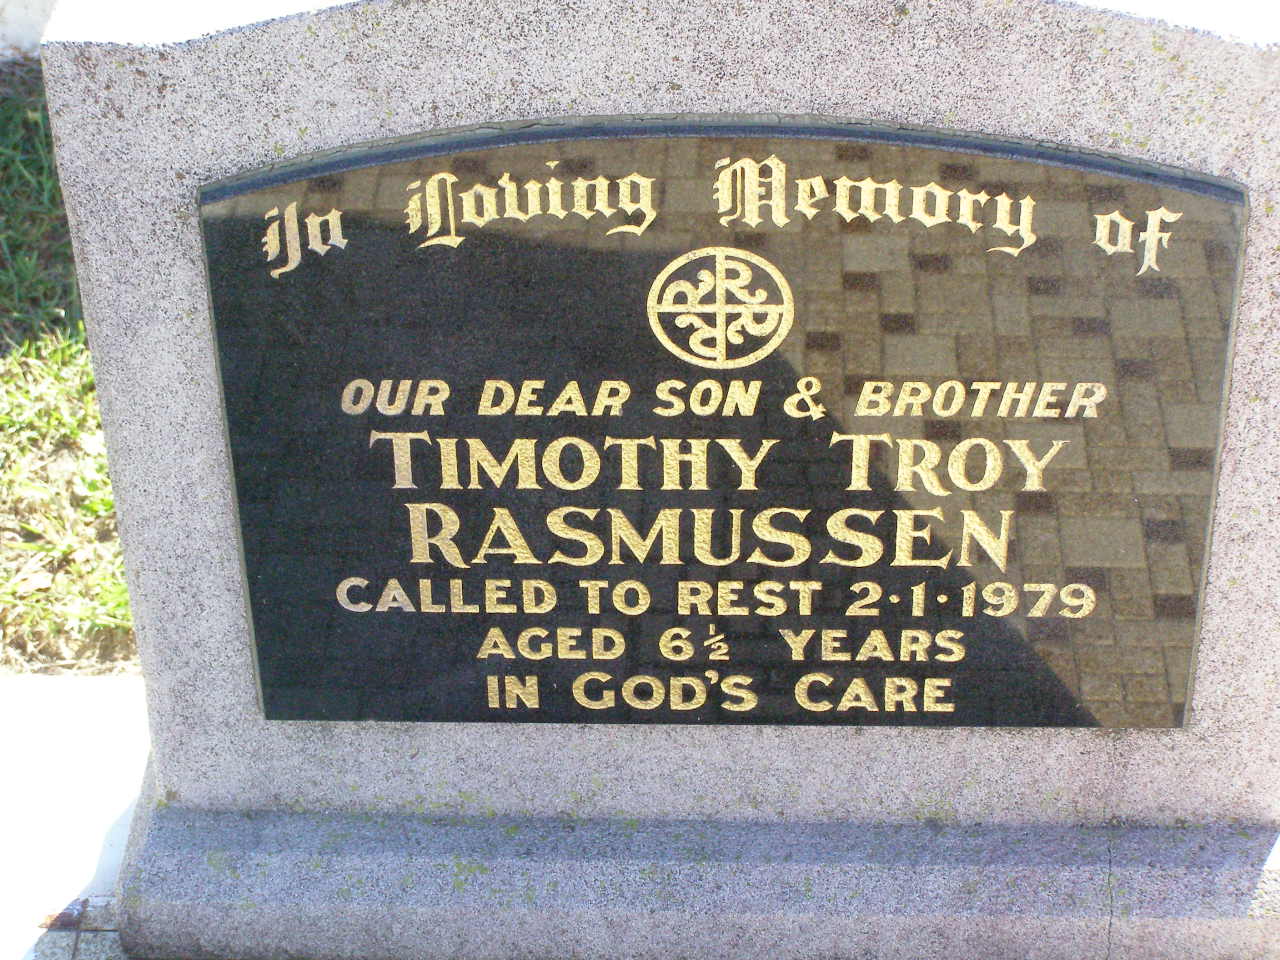 In Loving Memory of
OUR DEAR SON & BROTHER
TIMOTHY TROY
RASMUSSEN
CALLED TO REST 2·1·1979
AGED 6½ YEARS
IN GOD'S CARE